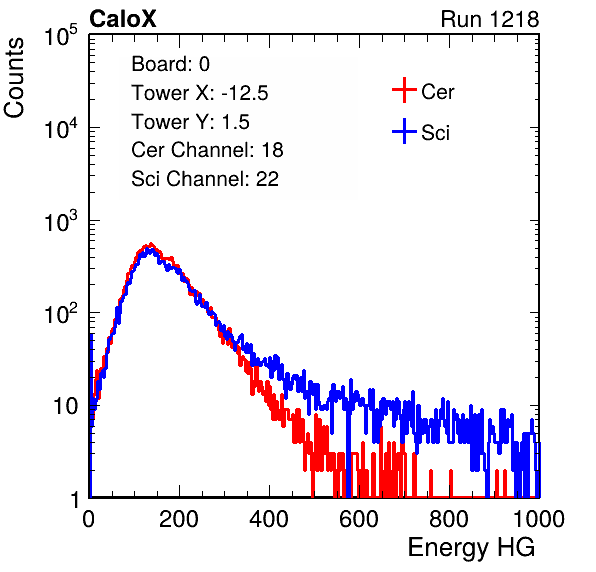 CaloX Run 1218
Counts
10^5
10^4
10^3
10^2
10
1
Board: 0
Tower X: -12.5
Tower Y: 1.5
Cer Channel: 18
Sci Channel: 22
Cer
Sci
0 200 400 600 800 1000
Energy HG